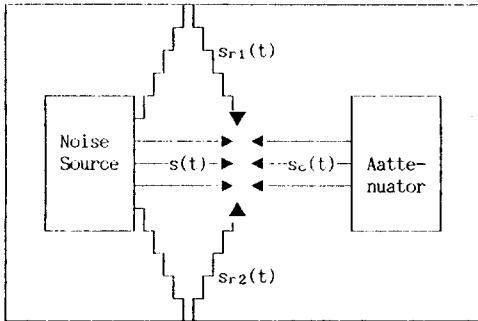 Sr1(t)
Noise
Source
s(t)
Sc(t)
Aatte-
nuator
Sr2(t)